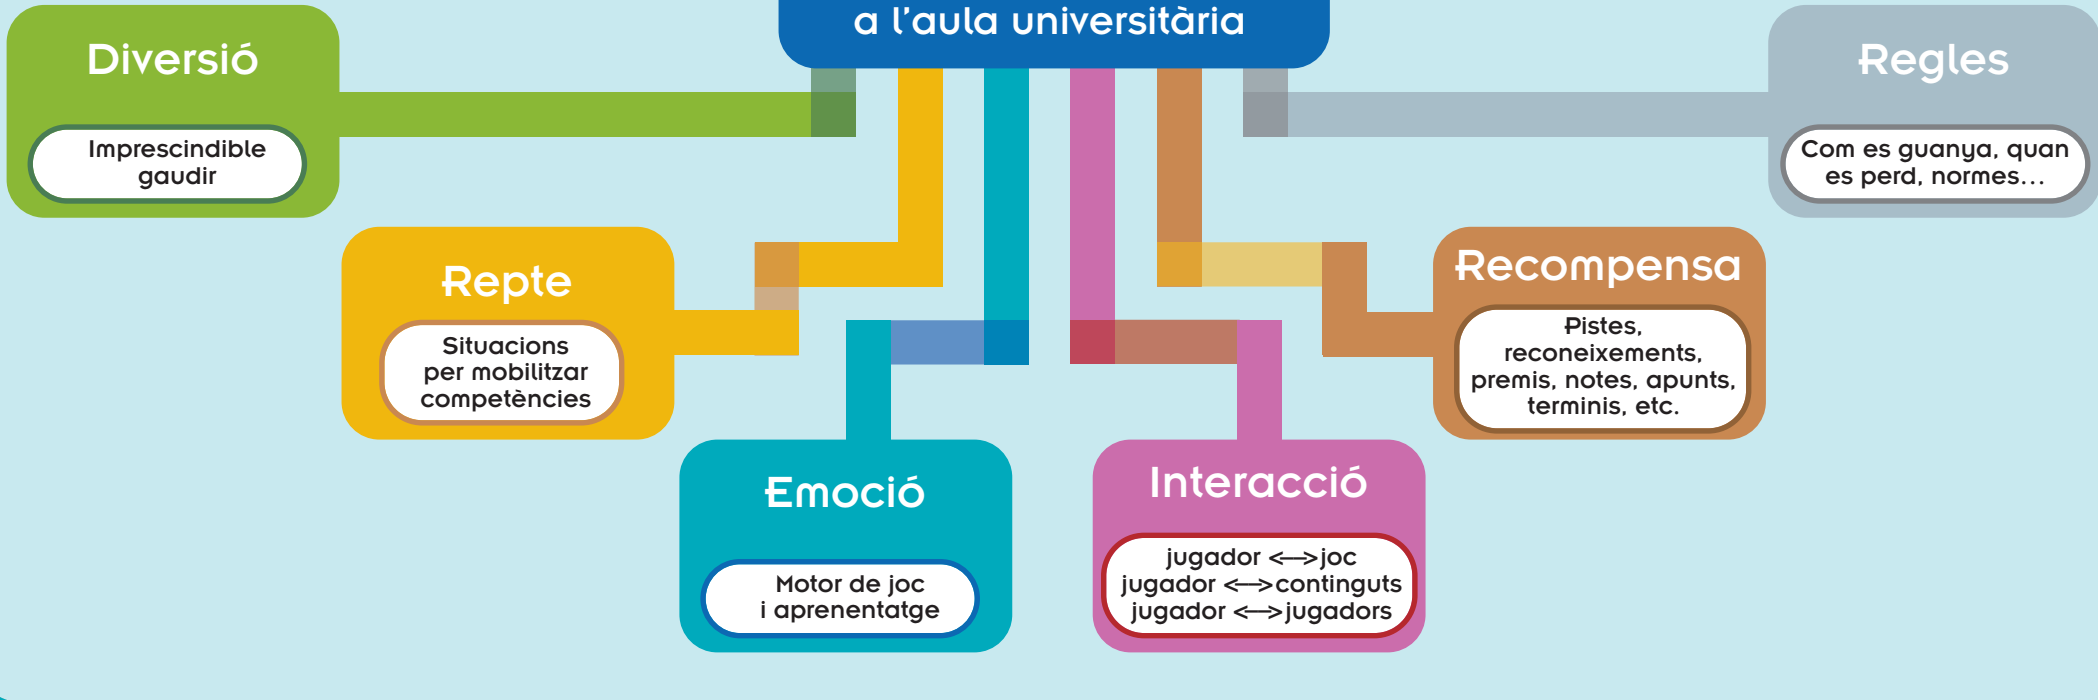 a l'aula universitària
Diversió
Imprescindible
gaudir
Repte
Situacions
per mobilitzar
competències
Emoció
Motor de joc
i aprenentatge
Interacció
jugador <—>joc
jugador <—>continguts
jugador <—>jugadors
Recompensa
Pistes,
reconeixements,
premis, notes, apunts,
terminis, etc.
Regles
Com es guanya, quan
es perd, normes...